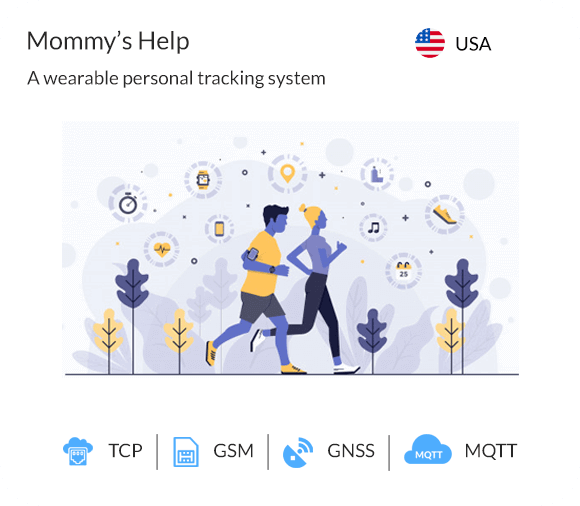 Mommy’s Help
USA
A wearable personal tracking system
25
TCP
GSM
GNSS
MQTT
MQTT